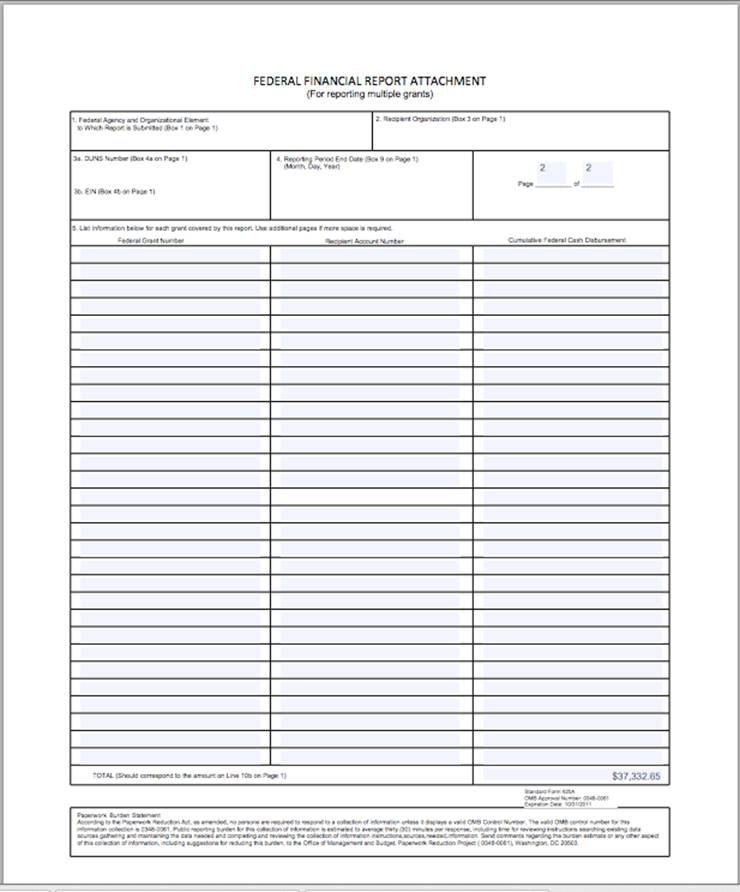 FEDERAL FINANCIAL REPORT ATTACHMENT
(For reporting multiple grants)
1. Federal Agency and Organizational Element
to Which Report is Submitted (Box 1 on Page 1)
2. Recipient Organization (Box 3 on Page 1)
3a. DUNS Number (Box 4a on Page 1)
3b. EIN (Box 4b on Page 1)
4. Reporting Period End Date (Box 9 on Page 1)
(Month, Day, Year)
2 2
Page ________ of ________
5. List information below for each grant covered by this report. Use additional pages if more space is required.
Federal Grant Number Recipient Account Number Cumulative Federal Cash Disbursement
TOTAL (Should correspond to the amount on Line 10b on Page 1) $37,332.65
Standard Form 425A
OMB Approval Number: 0348-0061
Expiration Date: 10/31/2011
Paperwork Burden Statement
According to the Paperwork Reduction Act, as amended, no persons are required to respond to a collection of information unless it displays a valid OMB Control Number. The valid OMB control number for this
information collection is 0348-0061. Public reporting burden for this collection of information is estimated to average thirty (30) minutes per response, including time for reviewing instructions searching existing data
sources gathering and maintaining the data needed and completing and reviewing the collection of information instructions,sources,needed,information. Send comments regarding the burden estimate or any other aspect
of this collection of information, including suggestions for reducing this burden, to the Office of Management and Budget, Paperwork Reduction Project ( 0348-0061), Washington, DC 20503.